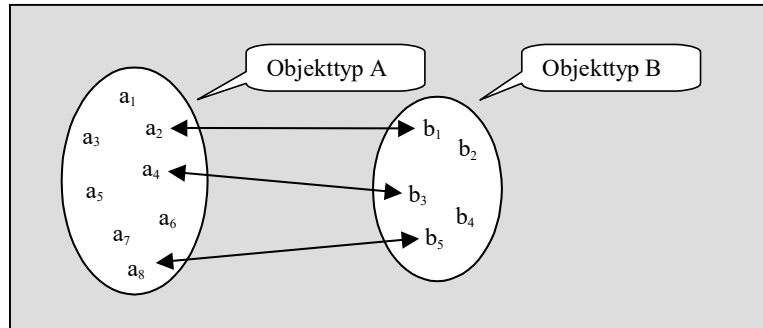 Objekttyp A
Objekttyp B
a₁
a₂
a₃
a₄
a₅
a₆
a₇
a₈
b₁
b₂
b₃
b₄
b₅